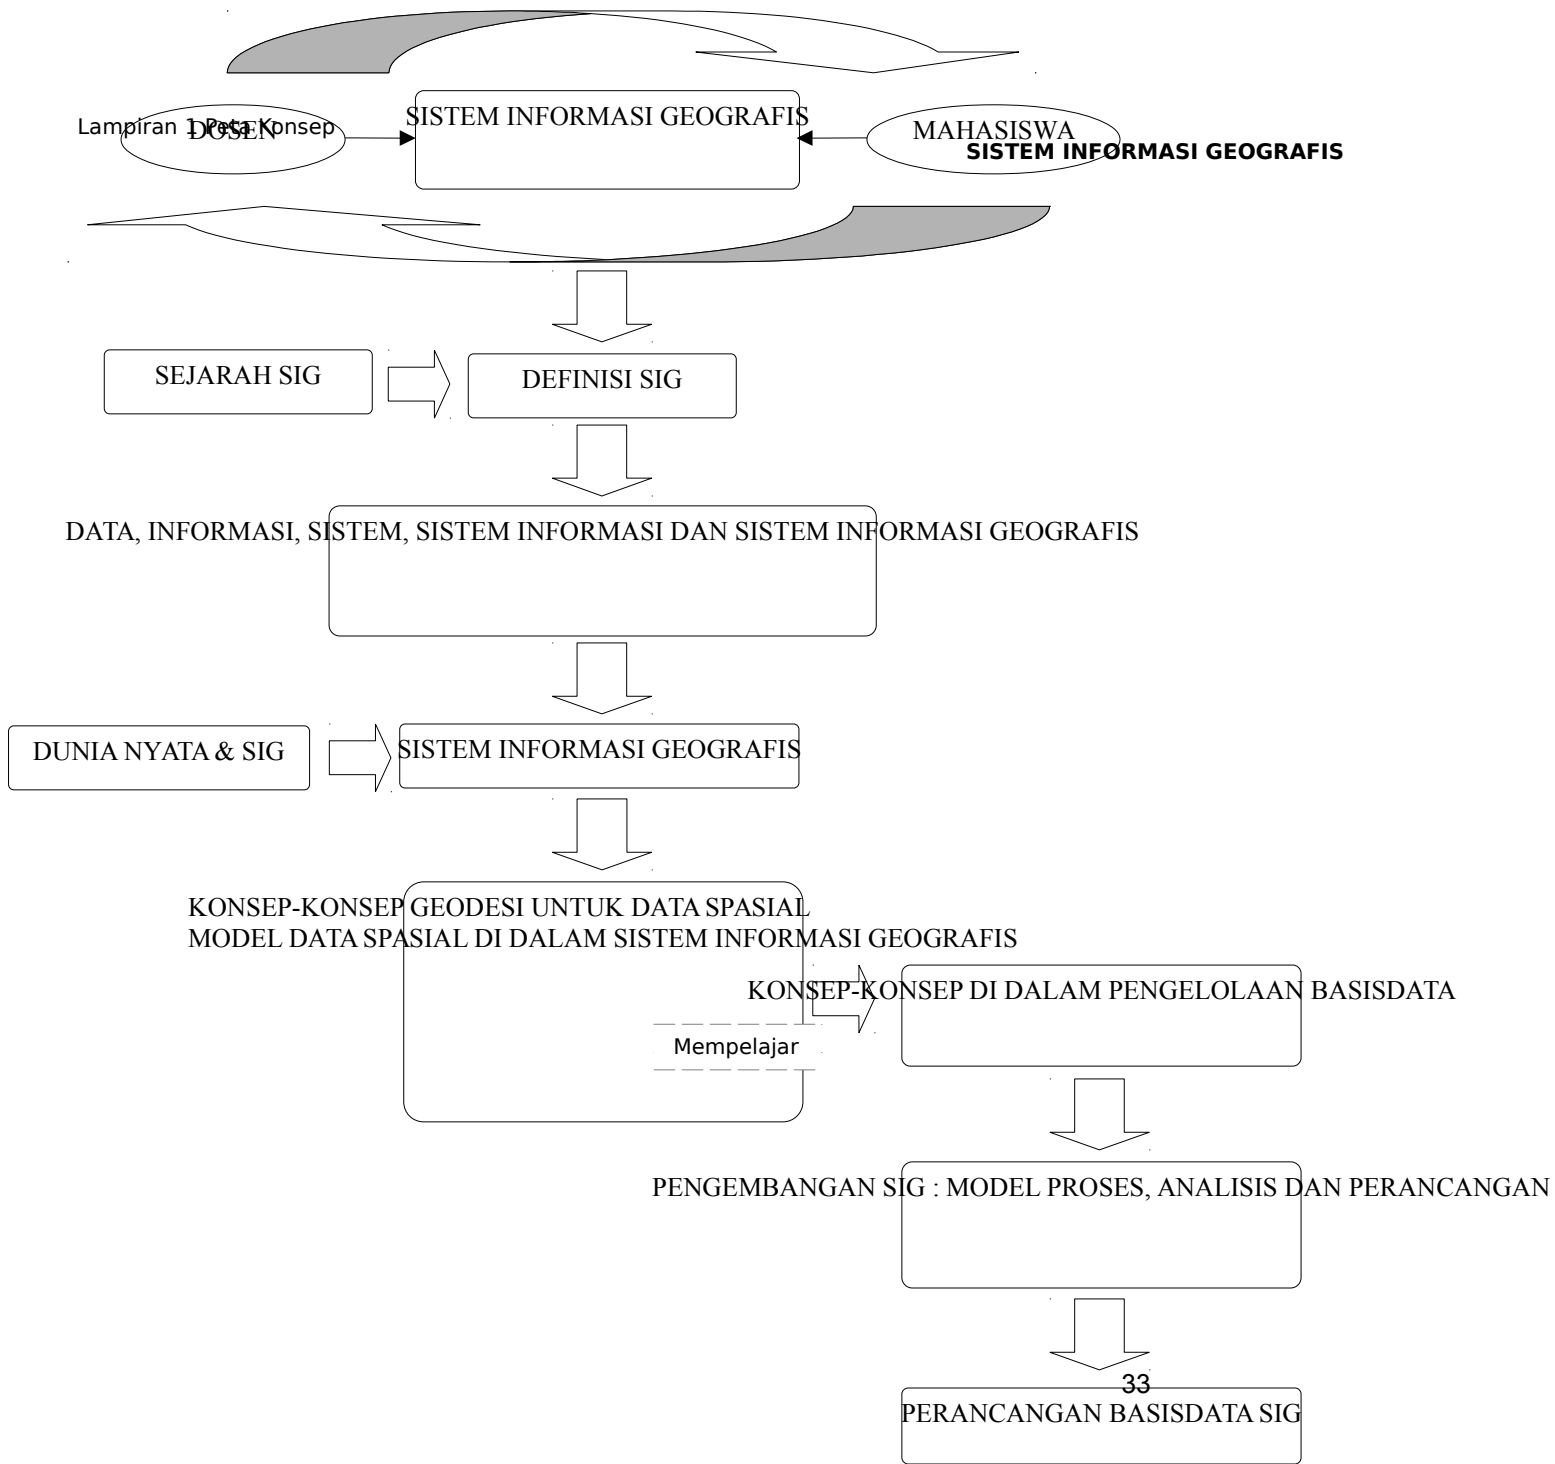 SISTEM INFORMASI GEOGRAFIS
Lampiran 1 Peta Konsep
DOSEN
MAHASISWA
SISTEM INFORMASI GEOGRAFIS
SEJARAH SIG
DEFINISI SIG
DATA, INFORMASI, SISTEM, SISTEM INFORMASI DAN SISTEM INFORMASI GEOGRAFIS
DUNIA NYATA & SIG
SISTEM INFORMASI GEOGRAFIS
KONSEP-KONSEP GEODESI UNTUK DATA SPASIAL
MODEL DATA SPASIAL DI DALAM SISTEM INFORMASI GEOGRAFIS
KONSEP-KONSEP DI DALAM PENGELOLAAN BASISDATA
Mempelajar
PENGEMBANGAN SIG : MODEL PROSES, ANALISIS DAN PERANCANGAN
33
PERANCANGAN BASISDATA SIG